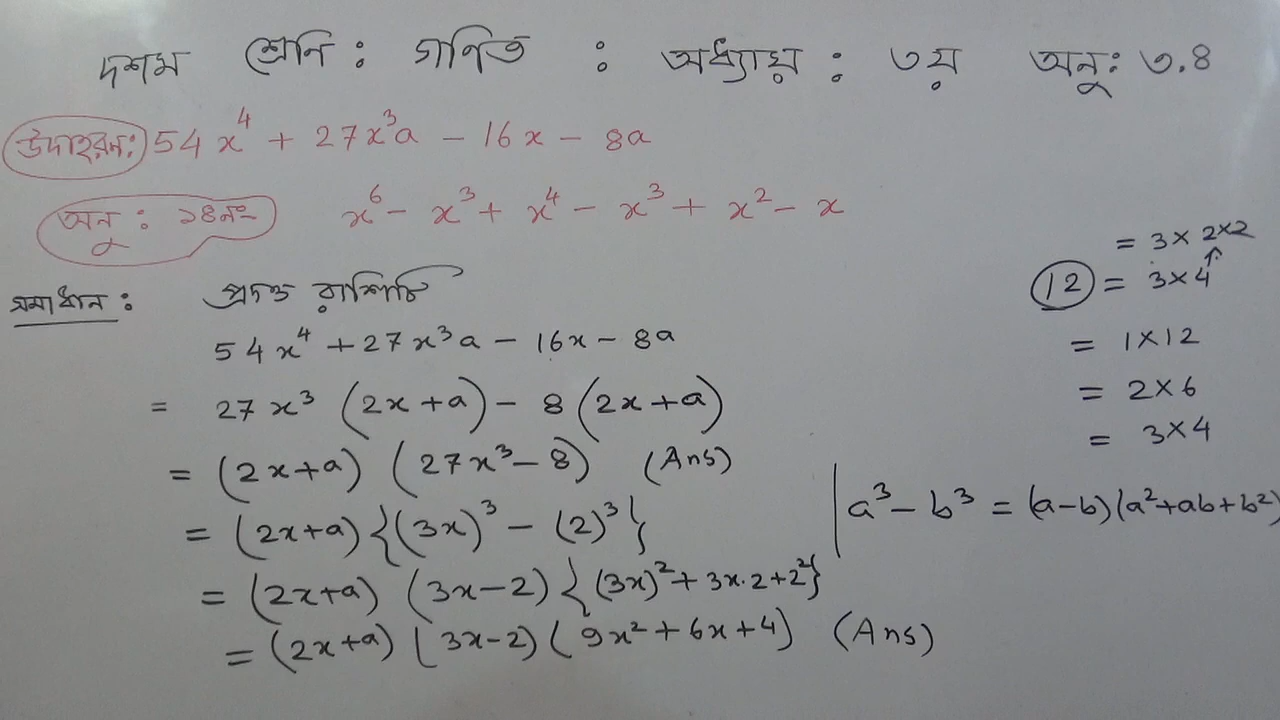 দশম শ্রেনি : গণিত : অধ্যায় : ৩য় অনু: ৩.৪
উদাহরন: 54x⁴ + 27x³a − 16x − 8a
অনু : ১৪নং x⁶ − x³ + x⁴ − x³ + x² − x
সমাধান : প্রদত্ত রাশিটি
54x⁴ + 27x³a − 16x − 8a
= 27x³ (2x+a) − 8 (2x+a)
= (2x+a) (27x³−8) (Ans)
= (2x+a) {(3x)³ − (2)³}
= (2x+a) (3x−2) {(3x)² + 3x·2+2²}
= (2x+a) (3x−2) (9x²+6x+4) (Ans)
= 3×2×2
12 = 3×4
= 1×12
= 2×6
= 3×4
a³ − b³ = (a−b)(a²+ab+b²)